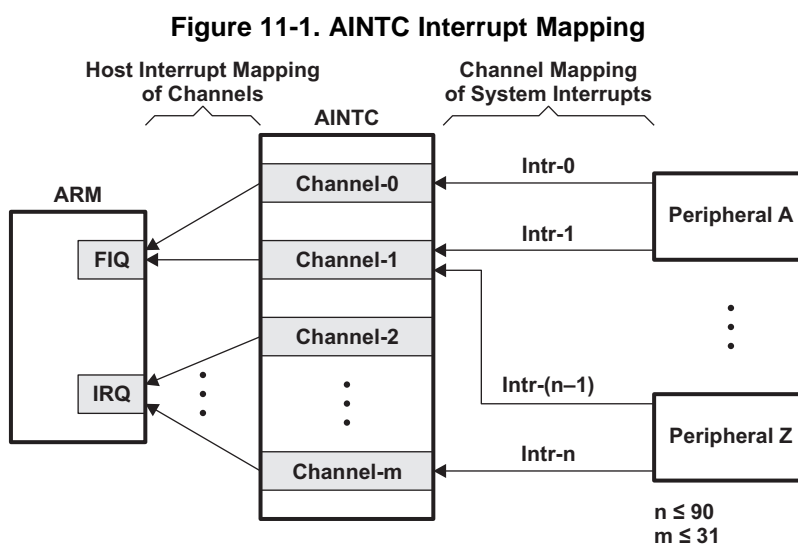 Figure 11-1. AINTC Interrupt Mapping
Host Interrupt Mapping
of Channels
Channel Mapping
of System Interrupts
AINTC
ARM
FIQ
IRQ
Channel-0
Channel-1
Channel-2
Channel-m
Intr-0
Intr-1
Intr-(n–1)
Intr-n
Peripheral A
Peripheral Z
n ≤ 90
m ≤ 31